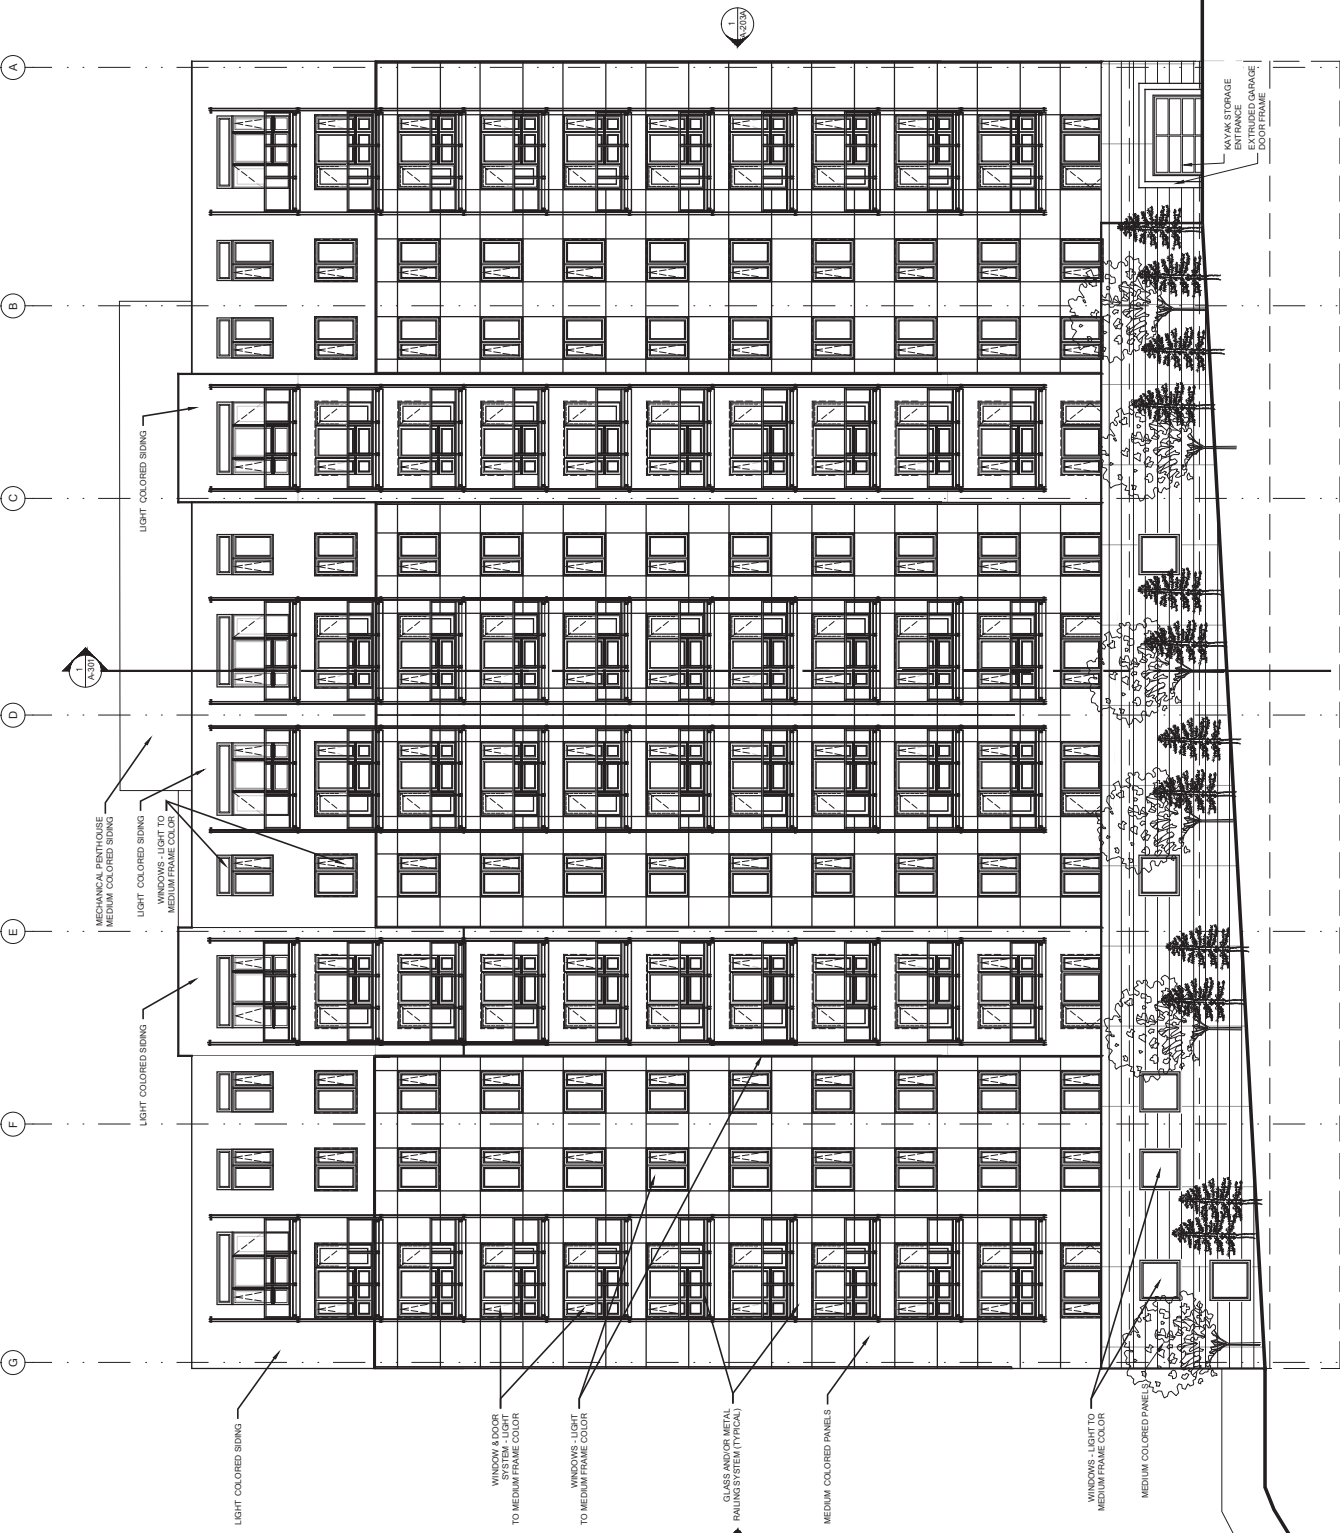 A
B
C
D
E
F
G
1
A-203A
1
A-301
KAYAK STORAGE
ENTRANCE
EXTRUDED GARAGE
DOOR FRAME
LIGHT COLORED SIDING
MECHANICAL PENTHOUSE
MEDIUM COLORED SIDING
LIGHT COLORED SIDING
WINDOWS - LIGHT TO
MEDIUM FRAME COLOR
LIGHT COLORED SIDING
LIGHT COLORED SIDING
WINDOW & DOOR
SYSTEM - LIGHT
TO MEDIUM FRAME COLOR
WINDOWS - LIGHT
TO MEDIUM FRAME COLOR
GLASS AND/OR METAL
RAILING SYSTEM (TYPICAL)
MEDIUM COLORED PANELS
WINDOWS - LIGHT TO
MEDIUM FRAME COLOR
MEDIUM COLORED PANELS